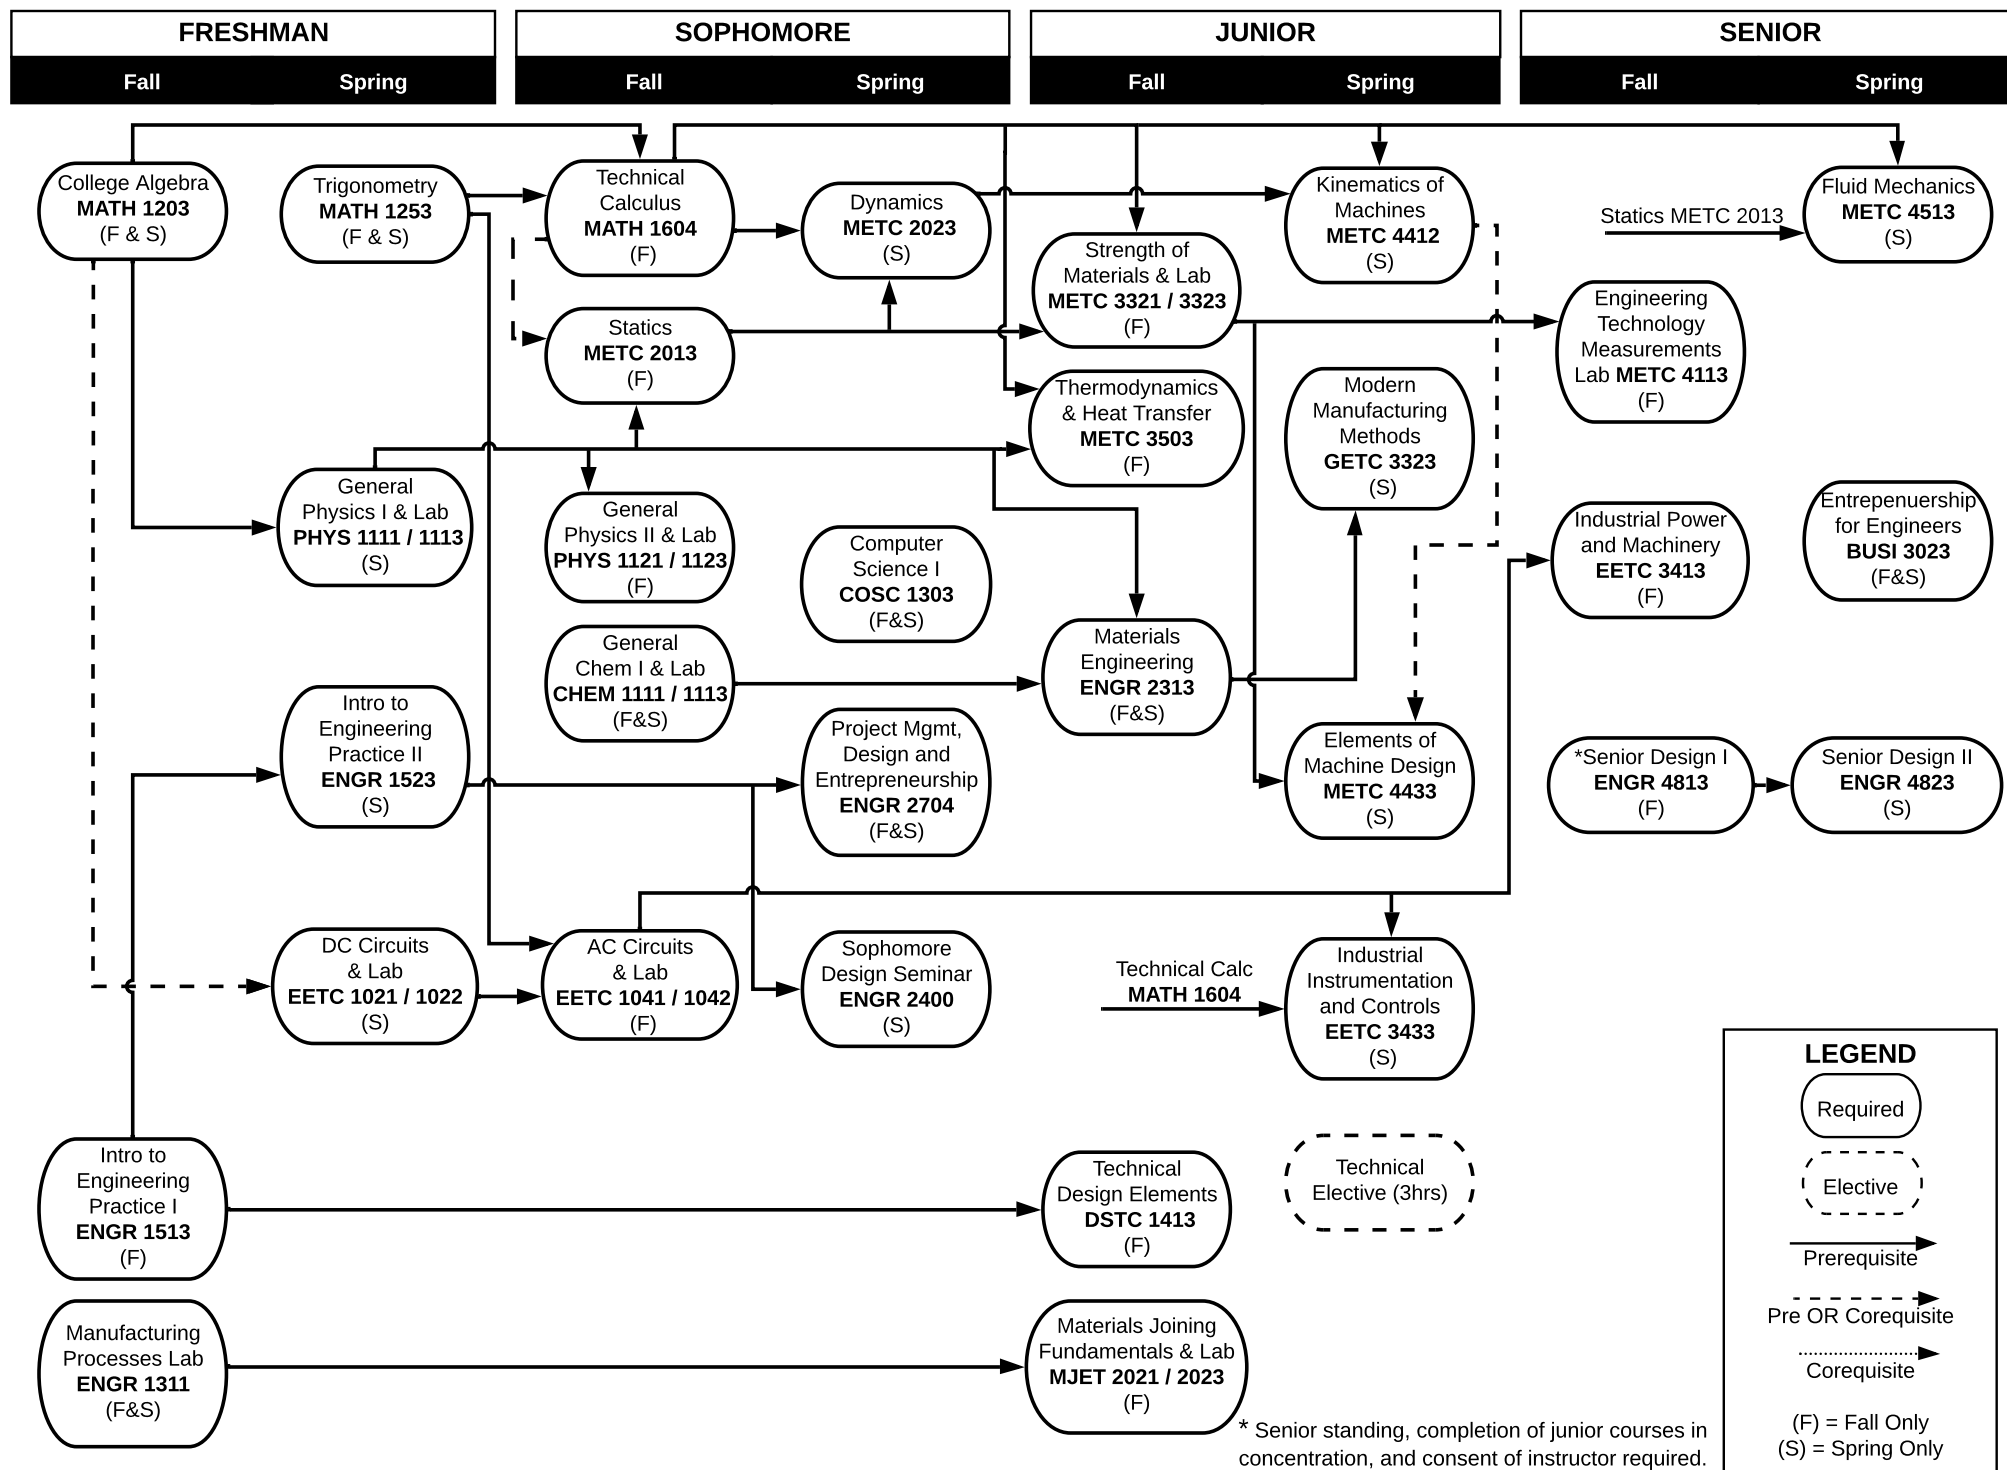 FRESHMAN
Fall
Spring
SOPHOMORE
Fall
Spring
JUNIOR
Fall
Spring
SENIOR
Fall
Spring
College Algebra
MATH 1203
(F & S)
Trigonometry
MATH 1253
(F & S)
Technical
Calculus
MATH 1604
(F)
Dynamics
METC 2023
(S)
Strength of
Materials & Lab
METC 3321 / 3323
(F)
Kinematics of
Machines
METC 4412
(S)
Statics METC 2013
Fluid Mechanics
METC 4513
(S)
Statics
METC 2013
(F)
Thermodynamics
& Heat Transfer
METC 3503
(F)
Modern
Manufacturing
Methods
GETC 3323
(S)
Engineering
Technology
Measurements
Lab METC 4113
(F)
General
Physics I & Lab
PHYS 1111 / 1113
(S)
General
Physics II & Lab
PHYS 1121 / 1123
(F)
Computer
Science I
COSC 1303
(F&S)
Industrial Power
and Machinery
EETC 3413
(F)
Entrepenuership
for Engineers
BUSI 3023
(F&S)
General
Chem I & Lab
CHEM 1111 / 1113
(F&S)
Materials
Engineering
ENGR 2313
(F&S)
Intro to
Engineering
Practice II
ENGR 1523
(S)
Project Mgmt,
Design and
Entrepreneurship
ENGR 2704
(F&S)
Elements of
Machine Design
METC 4433
(S)
*Senior Design I
ENGR 4813
(F)
Senior Design II
ENGR 4823
(S)
DC Circuits
& Lab
EETC 1021 / 1022
(S)
AC Circuits
& Lab
EETC 1041 / 1042
(F)
Sophomore
Design Seminar
ENGR 2400
(S)
Technical Calc
MATH 1604
Industrial
Instrumentation
and Controls
EETC 3433
(S)
Intro to
Engineering
Practice I
ENGR 1513
(F)
Technical
Design Elements
DSTC 1413
(F)
Technical
Elective (3hrs)
Manufacturing
Processes Lab
ENGR 1311
(F&S)
Materials Joining
Fundamentals & Lab
MJET 2021 / 2023
(F)
* Senior standing, completion of junior courses in
concentration, and consent of instructor required.
LEGEND
Required
Elective
Prerequisite
Pre OR Corequisite
Corequisite
(F) = Fall Only
(S) = Spring Only